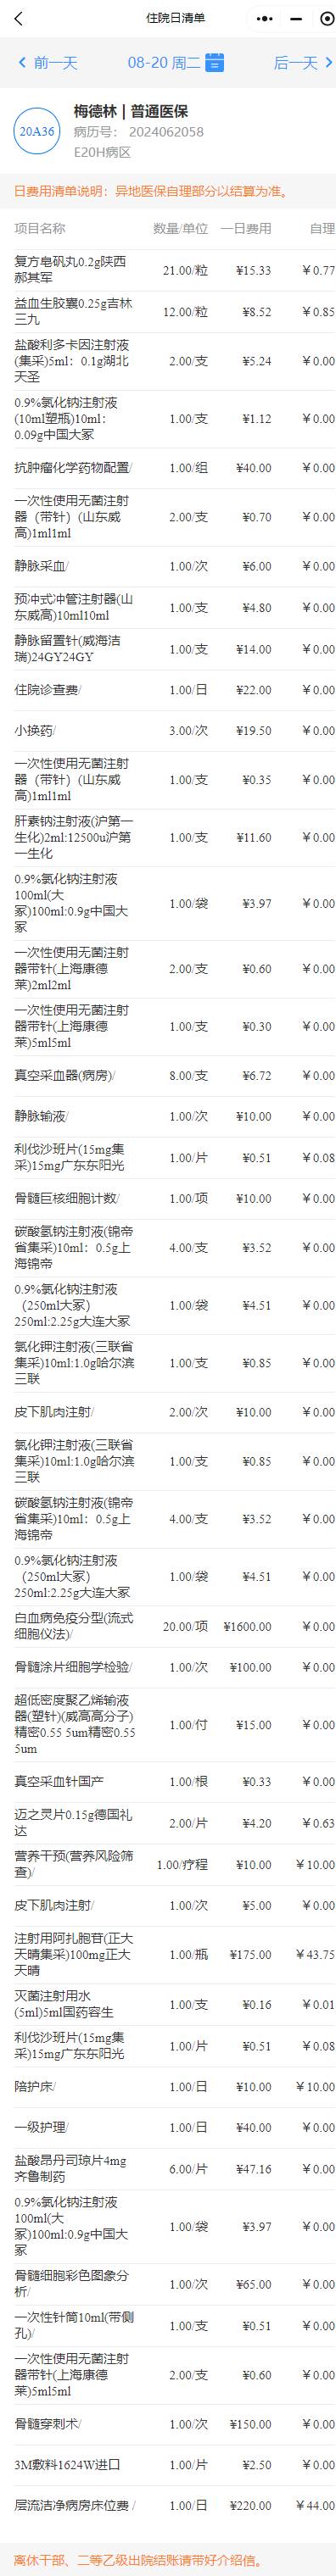 住院日清单
前一天 08-20 周二 后一天
20A36
梅德林 | 普通医保
病历号： 2024062058
E20H病区
日费用清单说明：异地医保自理部分以结算为准。
项目名称 数量/单位 一日费用 自理
复方皂矾丸0.2g陕西
郝其军 21.00/粒 ¥15.33 ￥0.77
益血生胶囊0.25g吉林
三九 12.00/粒 ¥8.52 ￥0.85
盐酸利多卡因注射液
(集采)5ml：0.1g湖北
天圣 2.00/支 ¥5.24 ￥0.00
0.9%氯化钠注射液
(10ml塑瓶)10ml：
0.09g中国大冢 1.00/支 ¥1.12 ￥0.00
抗肿瘤化学药物配置/ 1.00/组 ¥40.00 ￥0.00
一次性使用无菌注射
器（带针）(山东威
高)1ml1ml 2.00/支 ¥0.70 ￥0.00
静脉采血/ 1.00/次 ¥6.00 ￥0.00
预冲式冲管注射器(山
东威高)10ml10ml 1.00/支 ¥4.80 ￥0.00
静脉留置针(威海洁
瑞)24GY24GY 1.00/支 ¥14.00 ￥0.00
住院诊查费/ 1.00/日 ¥22.00 ￥0.00
小换药/ 3.00/次 ¥19.50 ￥0.00
一次性使用无菌注射
器（带针）(山东威
高)1ml1ml 1.00/支 ¥0.35 ￥0.00
肝素钠注射液(沪第一
生化)2ml:12500u沪第
一生化 1.00/支 ¥11.60 ￥0.00
0.9%氯化钠注射液
100ml(大
冢)100ml:0.9g中国大
冢 1.00/袋 ¥3.97 ￥0.00
一次性使用无菌注射
器带针(上海康德
莱)2ml2ml 2.00/支 ¥0.60 ￥0.00
一次性使用无菌注射
器带针(上海康德
莱)5ml5ml 1.00/支 ¥0.30 ￥0.00
真空采血器(病房)/ 8.00/支 ¥6.72 ￥0.00
静脉输液/ 1.00/次 ¥10.00 ￥0.00
利伐沙班片(15mg集
采)15mg广东东阳光 1.00/片 ¥0.51 ￥0.08
骨髓巨核细胞计数/ 1.00/项 ¥10.00 ￥0.00
碳酸氢钠注射液(锦帝
省集采)10ml：0.5g上
海锦帝 4.00/支 ¥3.52 ￥0.00
0.9%氯化钠注射液
（250ml大冢）
250ml:2.25g大连大冢 1.00/袋 ¥4.51 ￥0.00
氯化钾注射液(三联省
集采)10ml:1.0g哈尔滨
三联 1.00/支 ¥0.85 ￥0.00
皮下肌肉注射/ 2.00/次 ¥10.00 ￥0.00
氯化钾注射液(三联省
集采)10ml:1.0g哈尔滨
三联 1.00/支 ¥0.85 ￥0.00
碳酸氢钠注射液(锦帝
省集采)10ml：0.5g上
海锦帝 4.00/支 ¥3.52 ￥0.00
0.9%氯化钠注射液
（250ml大冢）
250ml:2.25g大连大冢 1.00/袋 ¥4.51 ￥0.00
白血病免疫分型(流式
细胞仪法)/ 20.00/项 ¥1600.00 ￥0.00
骨髓涂片细胞学检验/ 1.00/次 ¥100.00 ￥0.00
超低密度聚乙烯输液
器(塑针)(威高高分子)
精密0.55 5um精密0.55
5um 1.00/付 ¥15.00 ￥0.00
真空采血针国产 1.00/根 ¥0.33 ￥0.00
迈之灵片0.15g德国礼
达 2.00/片 ¥4.20 ￥0.63
营养干预(营养风险筛
查)/ 1.00/疗程 ¥10.00 ￥10.00
皮下肌肉注射/ 1.00/次 ¥5.00 ￥0.00
注射用阿扎胞苷(正大
天晴集采)100mg正大
天晴 1.00/瓶 ¥175.00 ￥43.75
灭菌注射用水
(5ml)5ml国药容生 1.00/支 ¥0.16 ￥0.01
利伐沙班片(15mg集
采)15mg广东东阳光 1.00/片 ¥0.51 ￥0.08
陪护床/ 1.00/日 ¥10.00 ￥10.00
一级护理/ 1.00/日 ¥40.00 ￥0.00
盐酸昂丹司琼片4mg
齐鲁制药 6.00/片 ¥47.16 ￥0.00
0.9%氯化钠注射液
100ml(大
冢)100ml:0.9g中国大
冢 1.00/袋 ¥3.97 ￥0.00
骨髓细胞彩色图象分
析/ 1.00/次 ¥65.00 ￥0.00
一次性针筒10ml(带侧
孔)/ 1.00/支 ¥0.51 ￥0.00
一次性使用无菌注射
器带针(上海康德
莱)5ml5ml 2.00/支 ¥0.60 ￥0.00
骨髓穿刺术/ 1.00/次 ¥150.00 ￥0.00
3M敷料1624W进口 1.00/片 ¥2.50 ￥0.00
层流洁净病房床位费 / 1.00/日 ¥220.00 ￥44.00
离休干部、二等乙级出院结账请带好介绍信。